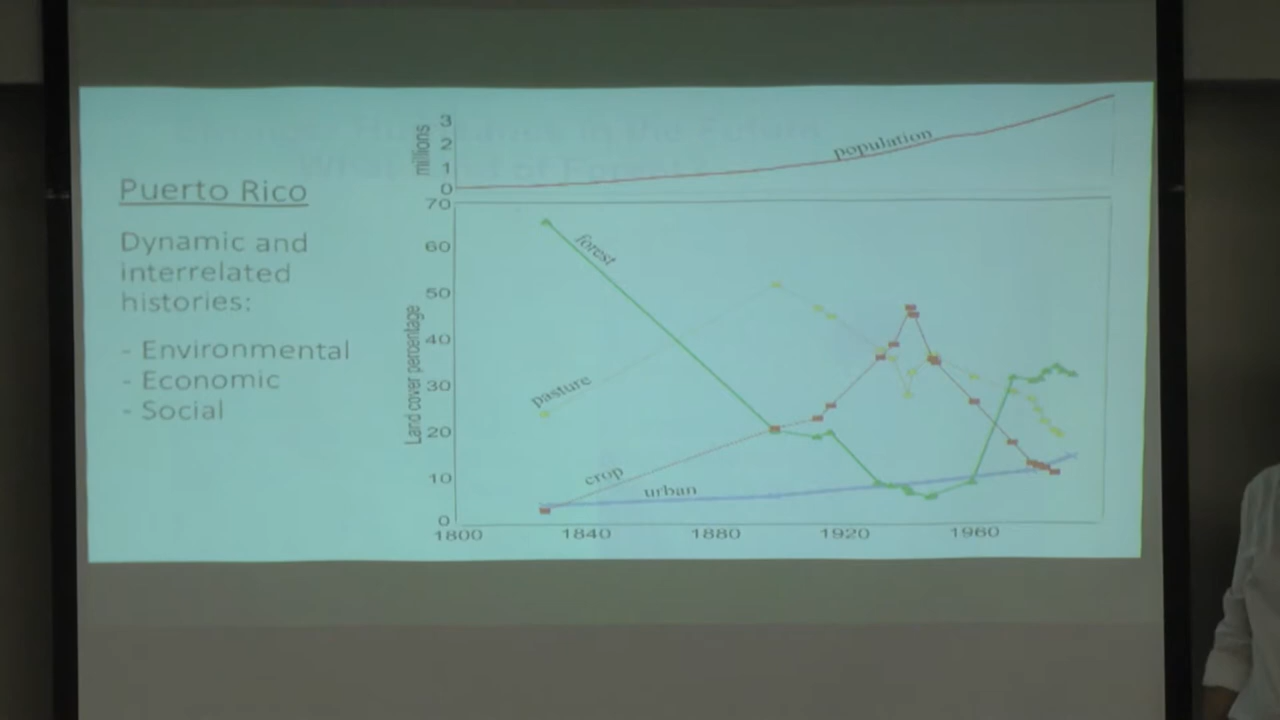 Puerto Rico
Dynamic and
interrelated
histories:
- Environmental
- Economic
- Social
millions
3
2
1
0
population
Land cover percentage
70
60
50
40
30
20
10
0
forest
pasture
crop
urban
1800 1840 1880 1920 1960